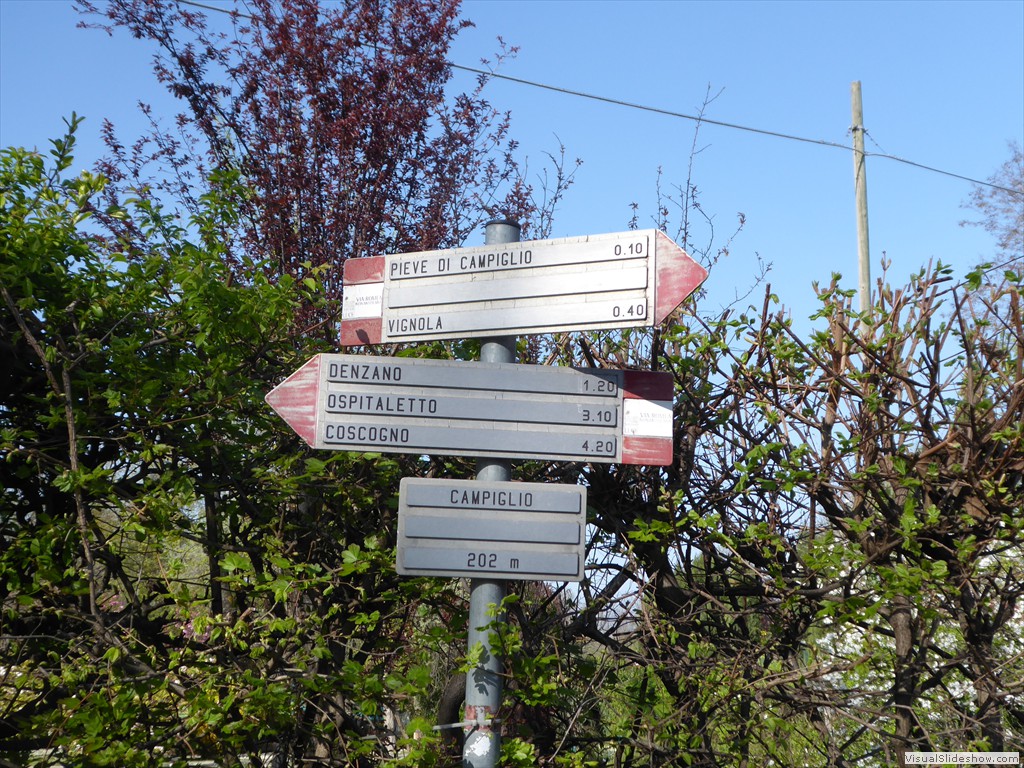 PIEVE DI CAMPIGLIO 0.10
VIGNOLA 0.40
DENZANO 1.20
OSPITALETTO 3.10
COSCOGNO 4.20
CAMPIGLIO
202 m
VisualSlideshow.com